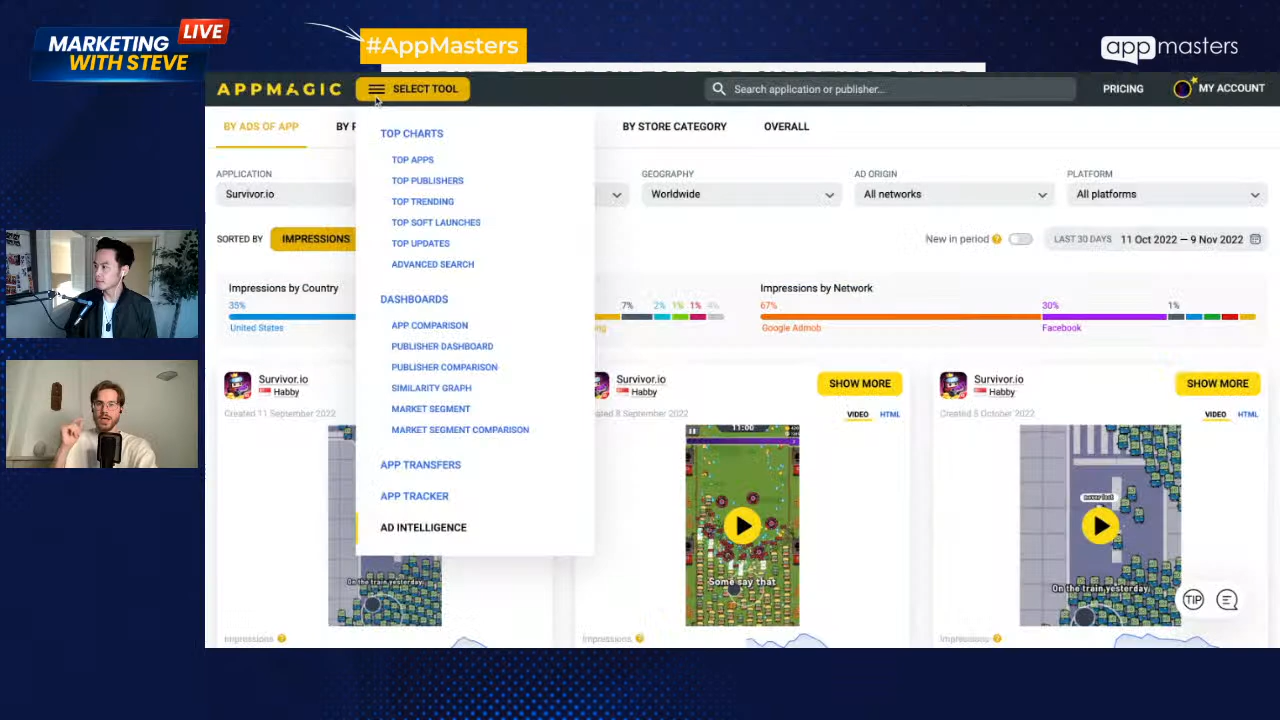 MARKETING
LIVE
WITH STEVE
#AppMasters
appmasters
APPMAGIC
SELECT TOOL
Search application or publisher...
PRICING
MY ACCOUNT
BY ADS OF APP
BY STORE CATEGORY
OVERALL
TOP CHARTS
TOP APPS
TOP PUBLISHERS
TOP TRENDING
TOP SOFT LAUNCHES
TOP UPDATES
ADVANCED SEARCH
DASHBOARDS
APP COMPARISON
PUBLISHER DASHBOARD
PUBLISHER COMPARISON
SIMILARITY GRAPH
MARKET SEGMENT
MARKET SEGMENT COMPARISON
APP TRANSFERS
APP TRACKER
AD INTELLIGENCE
APPLICATION
GEOGRAPHY
AD ORIGIN
PLATFORM
Survivor.io
Worldwide
All networks
All platforms
SORTED BY
IMPRESSIONS
New in period
LAST 30 DAYS 11 Oct 2022 — 9 Nov 2022
Impressions by Country
35%
United States
7% 2% 1% 1% 4%
Impressions by Network
67% 30% 1%
Google Admob
Facebook
Survivor.io
Habby
Created 11 September 2022
On the train yesterday,
Impressions
Survivor.io
Habby
SHOW MORE
8 September 2022
VIDEO HTML
11:00
Some say that
Impressions
Survivor.io
Habby
SHOW MORE
Created 5 October 2022
VIDEO HTML
On the train yesterday,
Impressions
TIP